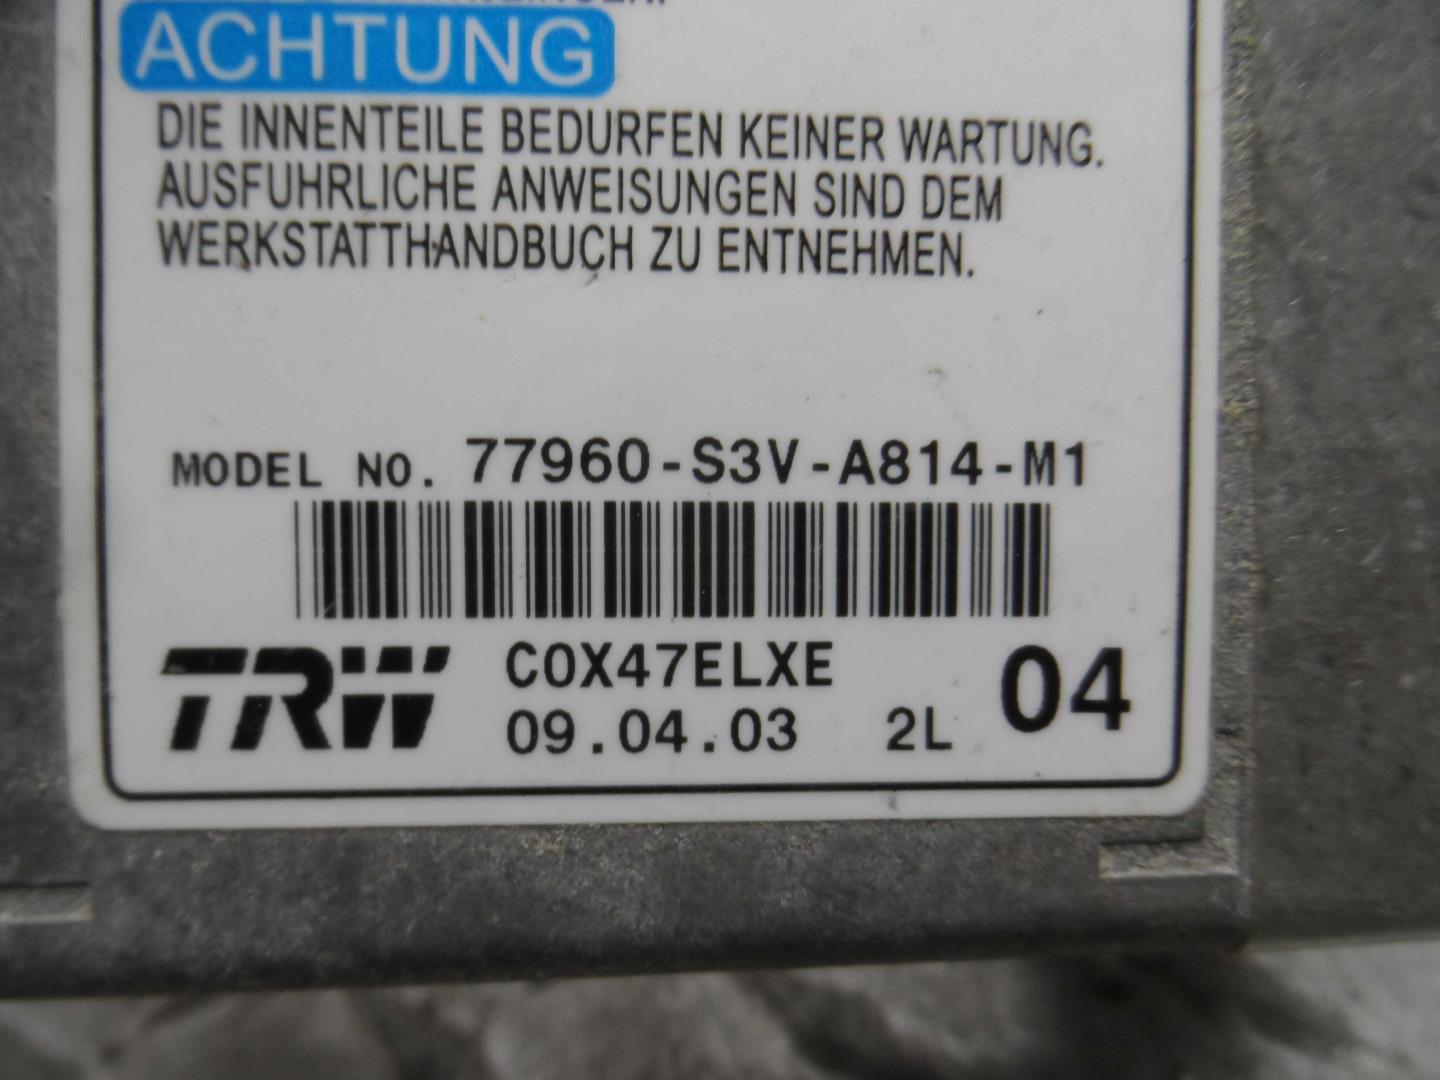 ACHTUNG
DIE INNENTEILE BEDURFEN KEINER WARTUNG.
AUSFUHRLICHE ANWEISUNGEN SIND DEM
WERKSTATTHANDBUCH ZU ENTNEHMEN.
MODEL NO. 77960-S3V-A814-M1
TRW C0X47ELXE
09.04.03 2L 04